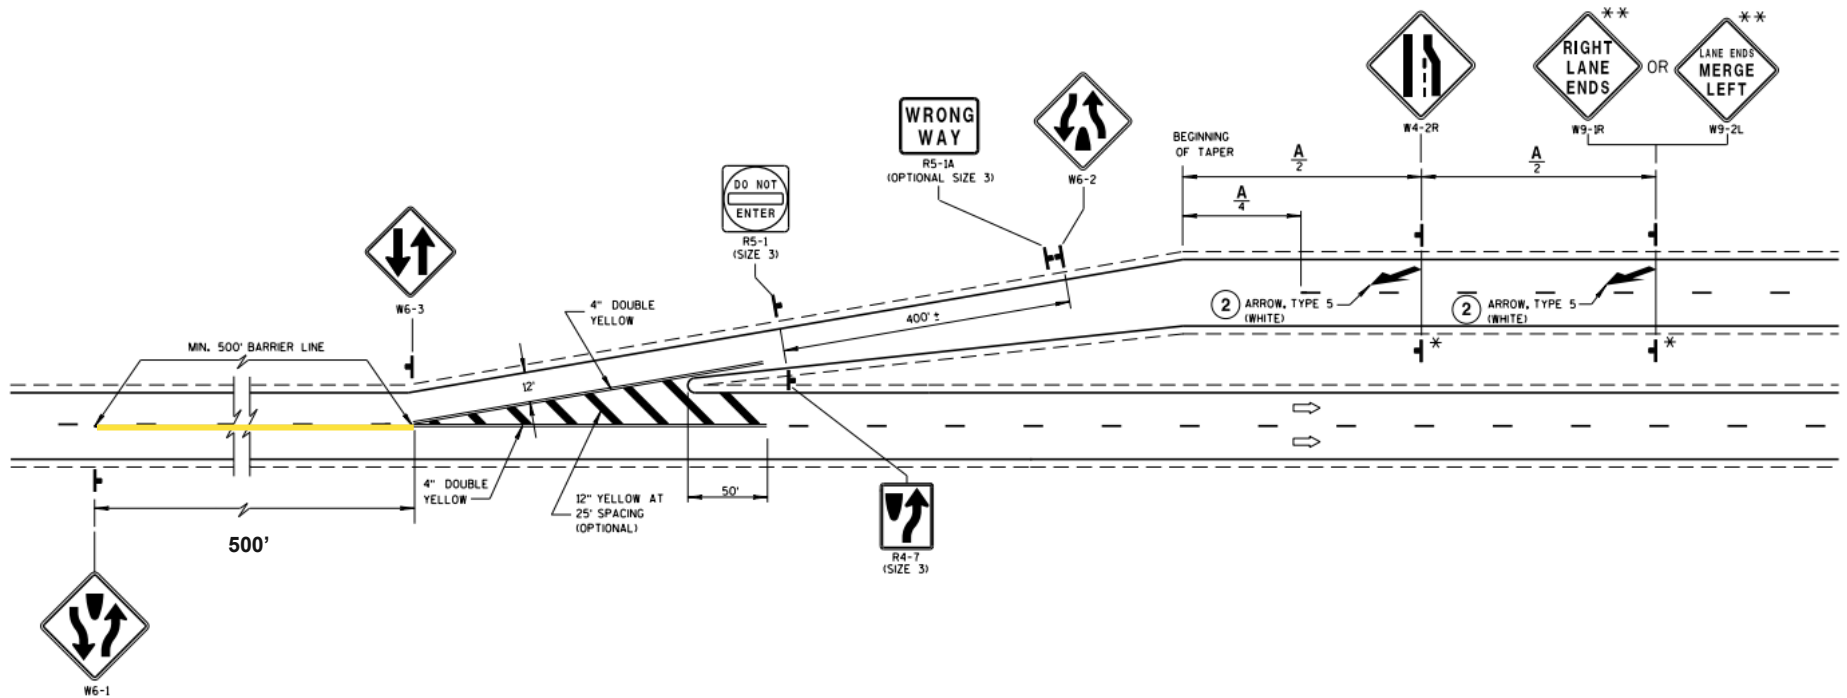 **
**
RIGHT
LANE
ENDS
OR
LANE ENDS
MERGE
LEFT
W4-2R
W9-1R
W9-2L
WRONG
WAY
R5-1A
(OPTIONAL SIZE 3)
W6-2
BEGINNING
OF TAPER
A
2
A
2
A
4
DO NOT
ENTER
R5-1
(SIZE 3)
W6-3
4" DOUBLE
YELLOW
400' ±
2
ARROW, TYPE 5
(WHITE)
2
ARROW, TYPE 5
(WHITE)
*
*
MIN. 500' BARRIER LINE
12'
4" DOUBLE
YELLOW
12" YELLOW AT
25' SPACING
(OPTIONAL)
50'
500'
R4-7
(SIZE 3)
W6-1